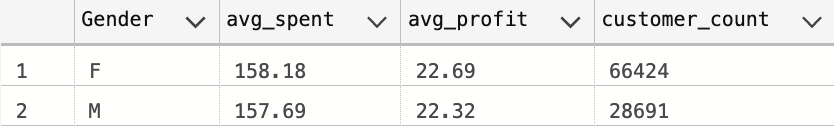 Gender avg_spent avg_profit customer_count
1 F 158.18 22.69 66424
2 M 157.69 22.32 28691